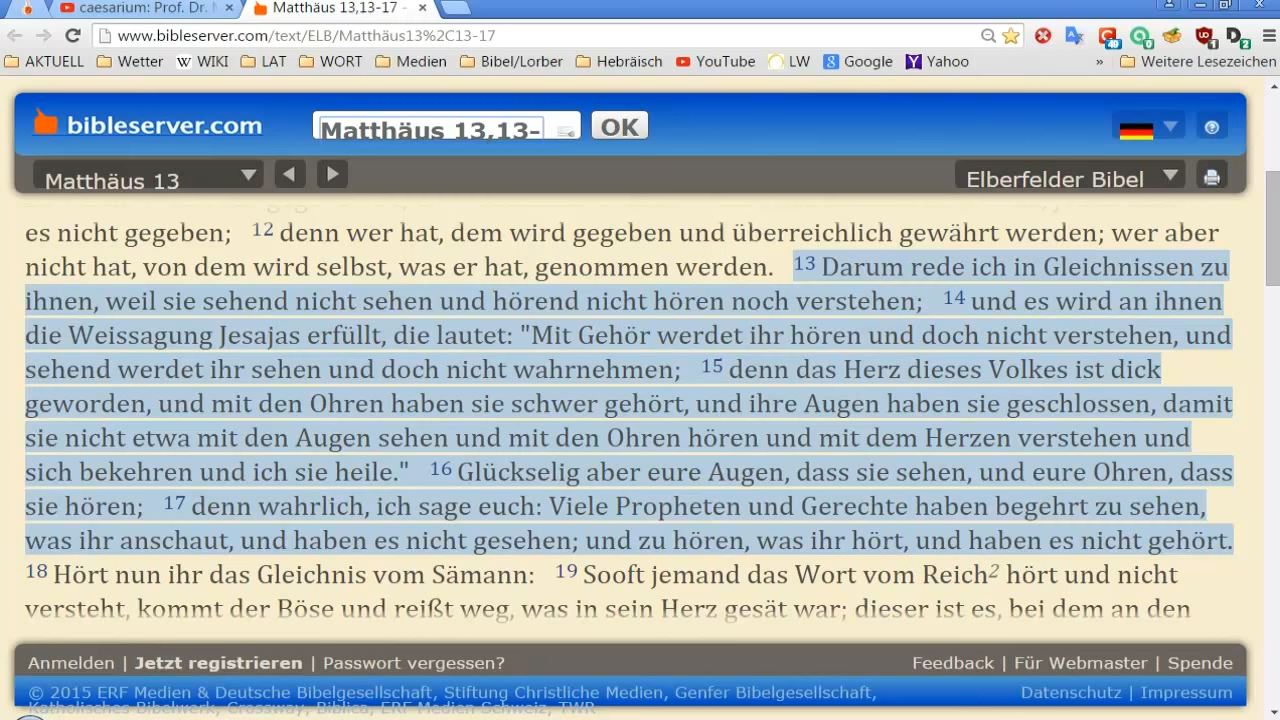 caesarium: Prof. Dr. M
Matthäus 13,13-17 -
www.bibleserver.com/text/ELB/Matthäus13%2C13-17
AKTUELL Wetter WIKI LAT WORT Medien Bibel/Lorber Hebräisch YouTube LW Google Yahoo » Weitere Lesezeichen
bibleserver.com Matthäus 13,13- OK
Matthäus 13 Elberfelder Bibel
es nicht gegeben; 12 denn wer hat, dem wird gegeben und überreichlich gewährt werden; wer aber
nicht hat, von dem wird selbst, was er hat, genommen werden. 13 Darum rede ich in Gleichnissen zu
ihnen, weil sie sehend nicht sehen und hörend nicht hören noch verstehen; 14 und es wird an ihnen
die Weissagung Jesajas erfüllt, die lautet: "Mit Gehör werdet ihr hören und doch nicht verstehen, und
sehend werdet ihr sehen und doch nicht wahrnehmen; 15 denn das Herz dieses Volkes ist dick
geworden, und mit den Ohren haben sie schwer gehört, und ihre Augen haben sie geschlossen, damit
sie nicht etwa mit den Augen sehen und mit den Ohren hören und mit dem Herzen verstehen und
sich bekehren und ich sie heile." 16 Glückselig aber eure Augen, dass sie sehen, und eure Ohren, dass
sie hören; 17 denn wahrlich, ich sage euch: Viele Propheten und Gerechte haben begehrt zu sehen,
was ihr anschaut, und haben es nicht gesehen; und zu hören, was ihr hört, und haben es nicht gehört.
18 Hört nun ihr das Gleichnis vom Sämann: 19 Sooft jemand das Wort vom Reich2 hört und nicht
versteht, kommt der Böse und reißt weg, was in sein Herz gesät war; dieser ist es, bei dem an den
Anmelden | Jetzt registrieren | Passwort vergessen? Feedback | Für Webmaster | Spende
© 2015 ERF Medien & Deutsche Bibelgesellschaft, Stiftung Christliche Medien, Genfer Bibelgesellschaft, Datenschutz | Impressum
Katholisches Bibelwerk, Crossway, Biblica, ERF Medien Schweiz, TWR